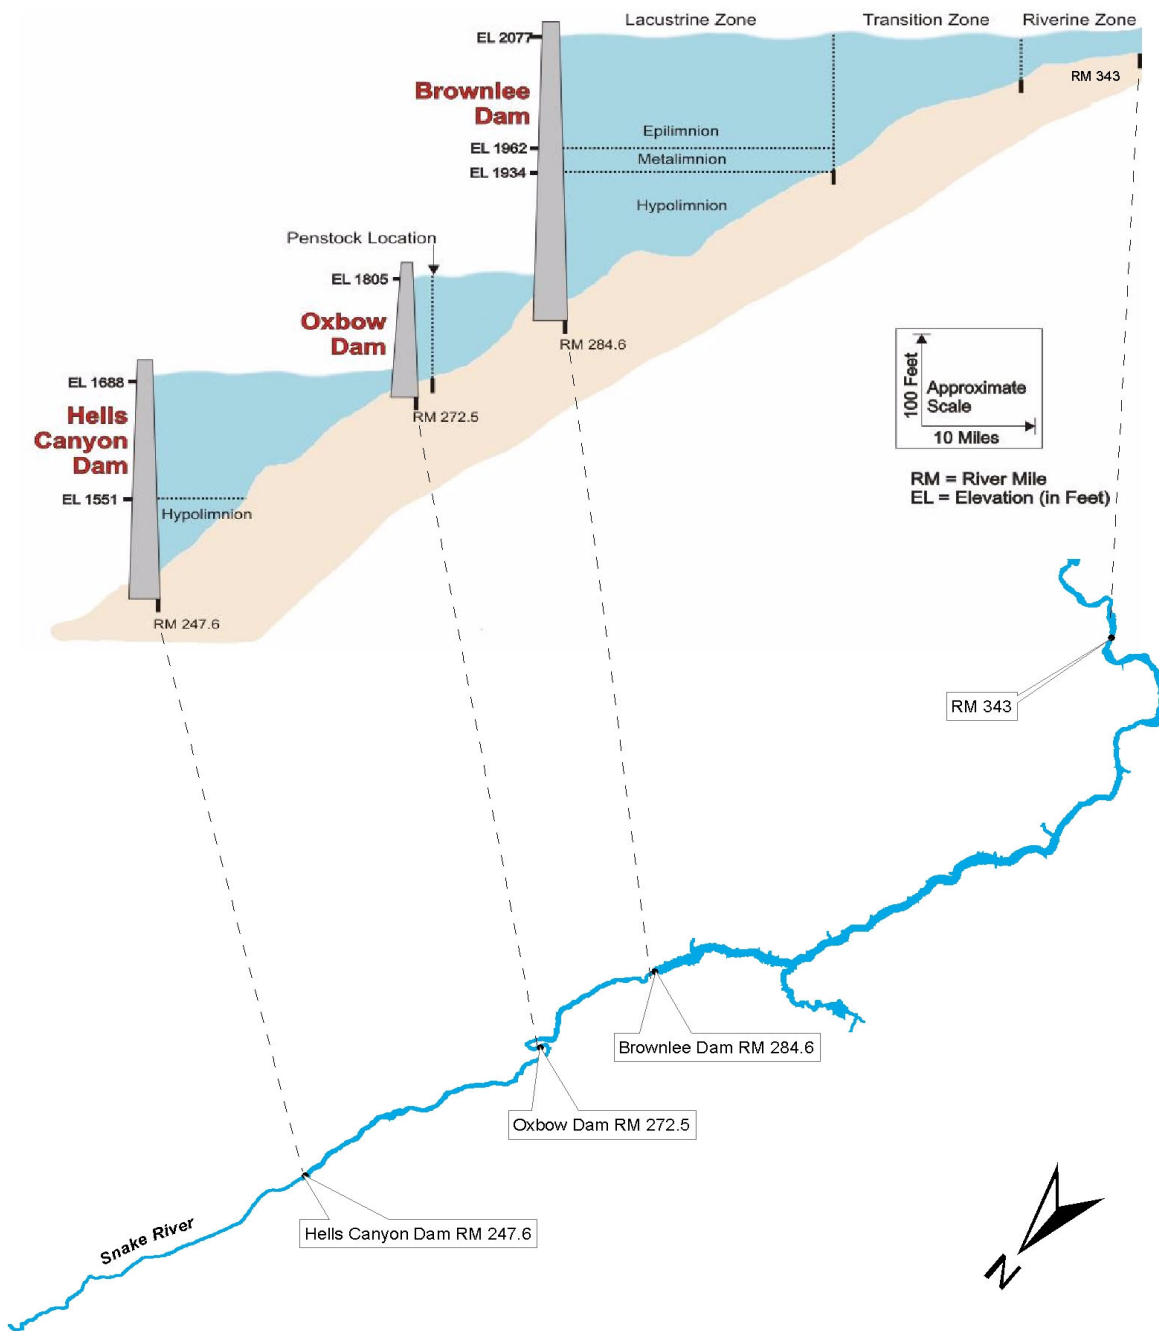 Lacustrine Zone
Transition Zone
Riverine Zone
EL 2077
RM 343
Brownlee
Dam
Epilimnion
EL 1962
Metalimnion
EL 1934
Hypolimnion
Penstock Location
EL 1805
Oxbow
Dam
RM 284.6
EL 1688
Hells
Canyon
Dam
RM 272.5
EL 1551
Hypolimnion
RM 247.6
100 Feet
Approximate
Scale
10 Miles
RM = River Mile
EL = Elevation (in Feet)
RM 343
Brownlee Dam RM 284.6
Oxbow Dam RM 272.5
Hells Canyon Dam RM 247.6
Snake River
N